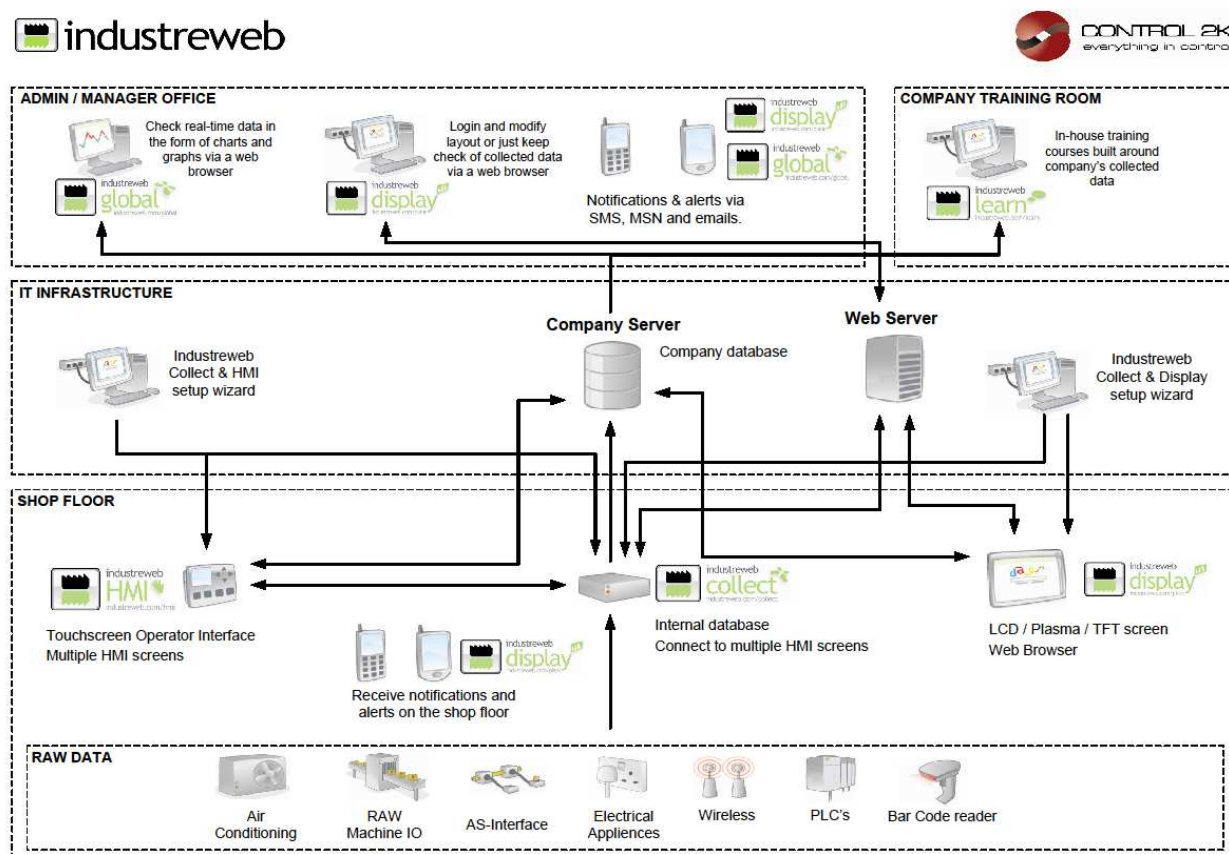 industreweb
CONTROL 2K
everything in control
ADMIN / MANAGER OFFICE
Check real-time data in
the form of charts and
graphs via a web
browser
industreweb
global
Login and modify
layout or just keep
check of collected data
via a web browser
industreweb
display
industreweb
display
industreweb
global
Notifications & alerts via
SMS, MSN and emails.
COMPANY TRAINING ROOM
In-house training
courses built around
company's collected
data
industreweb
learn
IT INFRASTRUCTURE
Industreweb
Collect & HMI
setup wizard
Company Server
Company database
Web Server
Industreweb
Collect & Display
setup wizard
SHOP FLOOR
industreweb
HMI
industreweb.com/hmi
Touchscreen Operator Interface
Multiple HMI screens
industreweb
display
Receive notifications and
alerts on the shop floor
industreweb
collect
industreweb.com/collect
Internal database
Connect to multiple HMI screens
industreweb
display
LCD / Plasma / TFT screen
Web Browser
RAW DATA
Air
Conditioning
RAW
Machine IO
AS-Interface
Electrical
Appliences
Wireless
PLC's
Bar Code reader